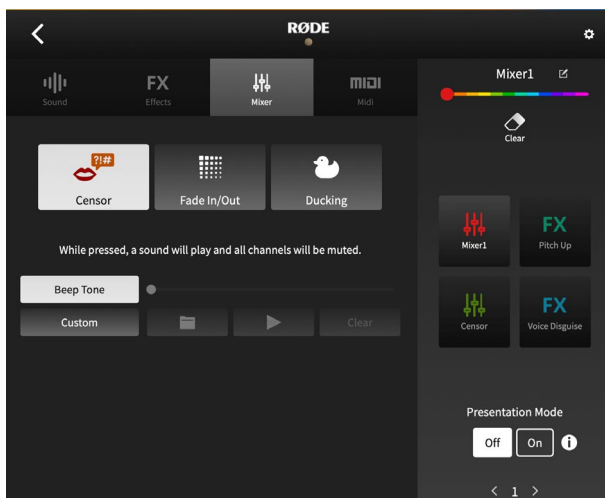 RØDE
Sound
FX
Effects
Mixer
MIDI
Midi
Mixer1
Clear
?!#
Censor
Fade In/Out
Ducking
While pressed, a sound will play and all channels will be muted.
Beep Tone
Custom
Clear
Mixer1
FX
Pitch Up
Censor
FX
Voice Disguise
Presentation Mode
Off
On
i
< 1 >